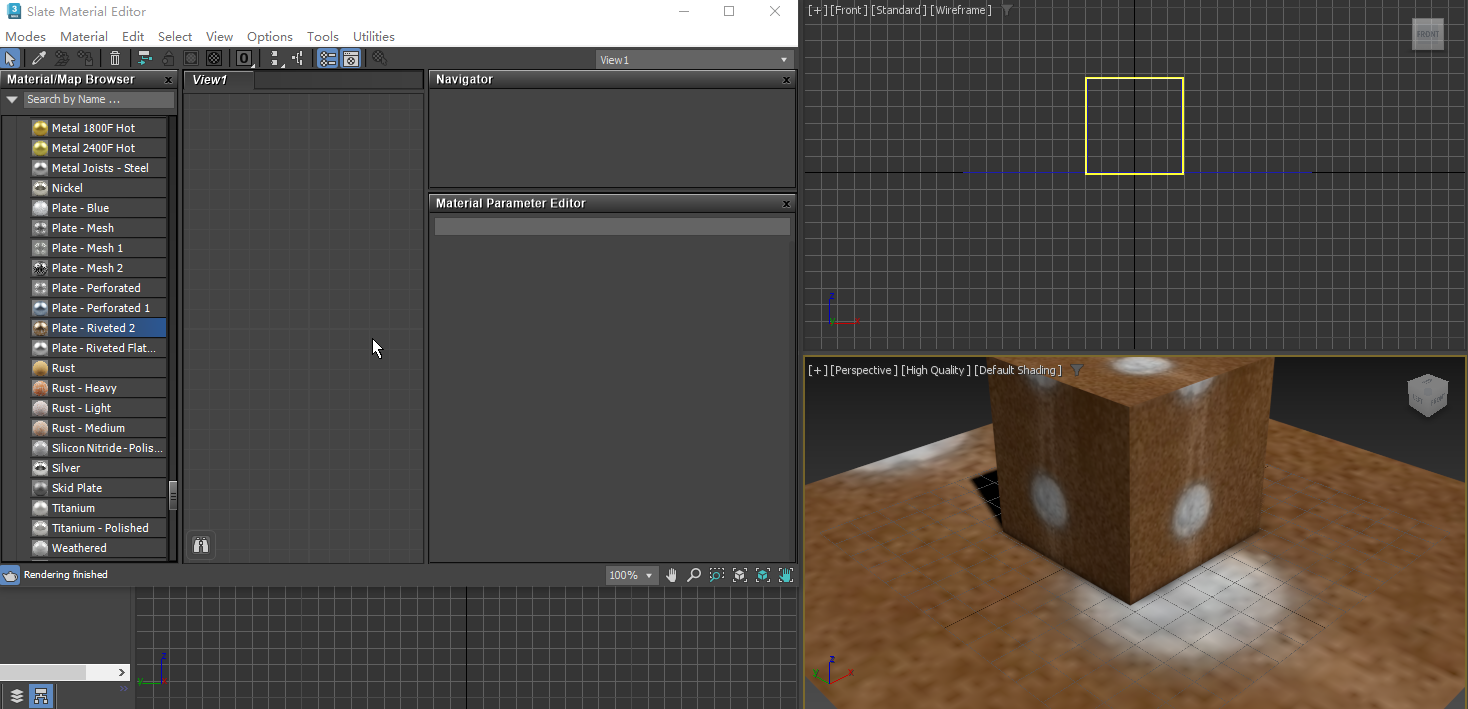 Slate Material Editor
Modes Material Edit Select View Options Tools Utilities
0
View1
Material/Map Browser x
Search by Name ...
Metal 1800F Hot
Metal 2400F Hot
Metal Joists - Steel
Nickel
Plate - Blue
Plate - Mesh
Plate - Mesh 1
Plate - Mesh 2
Plate - Perforated
Plate - Perforated 1
Plate - Riveted 2
Plate - Riveted Flat...
Rust
Rust - Heavy
Rust - Light
Rust - Medium
Silicon Nitride - Polis...
Silver
Skid Plate
Titanium
Titanium - Polished
Weathered
View1
Navigator x
Material Parameter Editor x
Rendering finished
100%
z
y
[+] [Front] [Standard] [Wireframe]
FRONT
z
y x
[+] [Perspective] [High Quality] [Default Shading]
z
y x